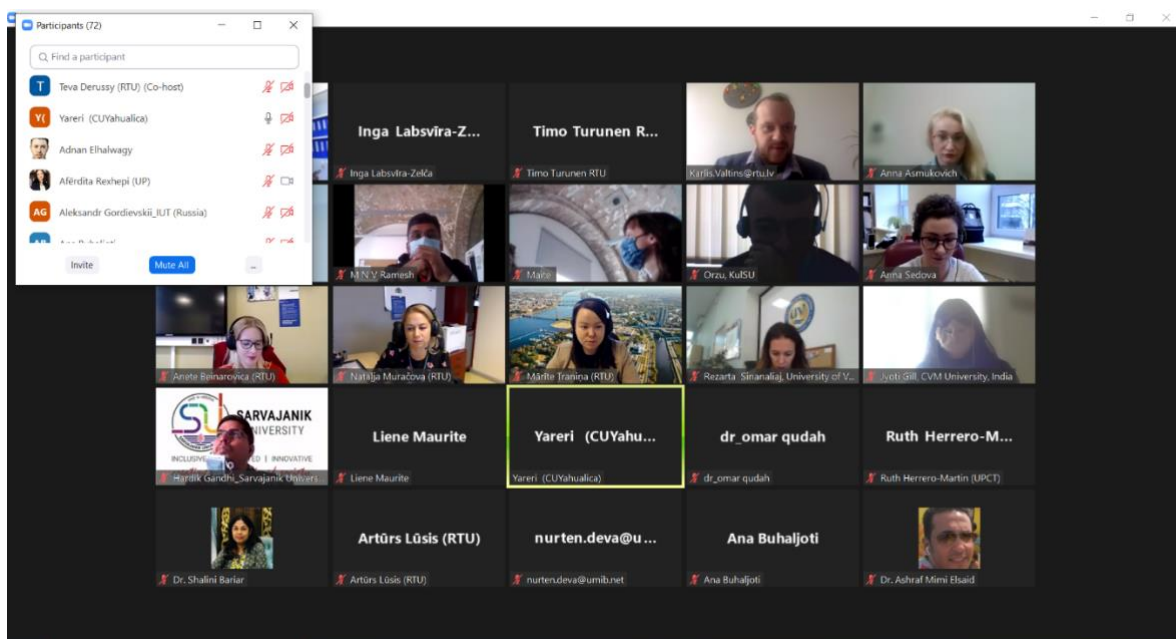 Participants (72)
Find a participant
T Teva Derussy (RTU) (Co-host)
Y( Yareri (CUYahualica)
Adnan Elhalwagy
Afërdita Rexhepi (UP)
AG Aleksandr Gordievskii_IUT (Russia)
Invite Mute All ...
Inga Labsvīra-Z...
Inga Labsvīra-Zelča
Timo Turunen R...
Timo Turunen RTU
Karlis.Valtins@rtu.lv
Anna Asmukovich
M N V Ramesh
Maice
Orzu, KulSU
Anna Sedova
Anete Beinarovica (RTU)
Natalja Muračova (RTU)
Mārīte Tranina (RTU)
Rezarta Sinanaliaj, University of V...
Jyoti Gill, CVM University, India
SARVAJANIK
UNIVERSITY
INNOVATIVE
Hardik Gandhi_Sarvajanik Univers...
Liene Maurite
Liene Maurite
Yareri (CUYahu...
Yareri (CUYahualica)
dr_omar qudah
dr_omar qudah
Ruth Herrero-M...
Ruth Herrero-Martin (UPCT)
Dr. Shalini Bariar
Artūrs Lūsis (RTU)
Artūrs Lūsis (RTU)
nurten.deva@u...
nurten.deva@umib.net
Ana Buhaljoti
Ana Buhaljoti
Dr. Ashraf Mimi Elsaid